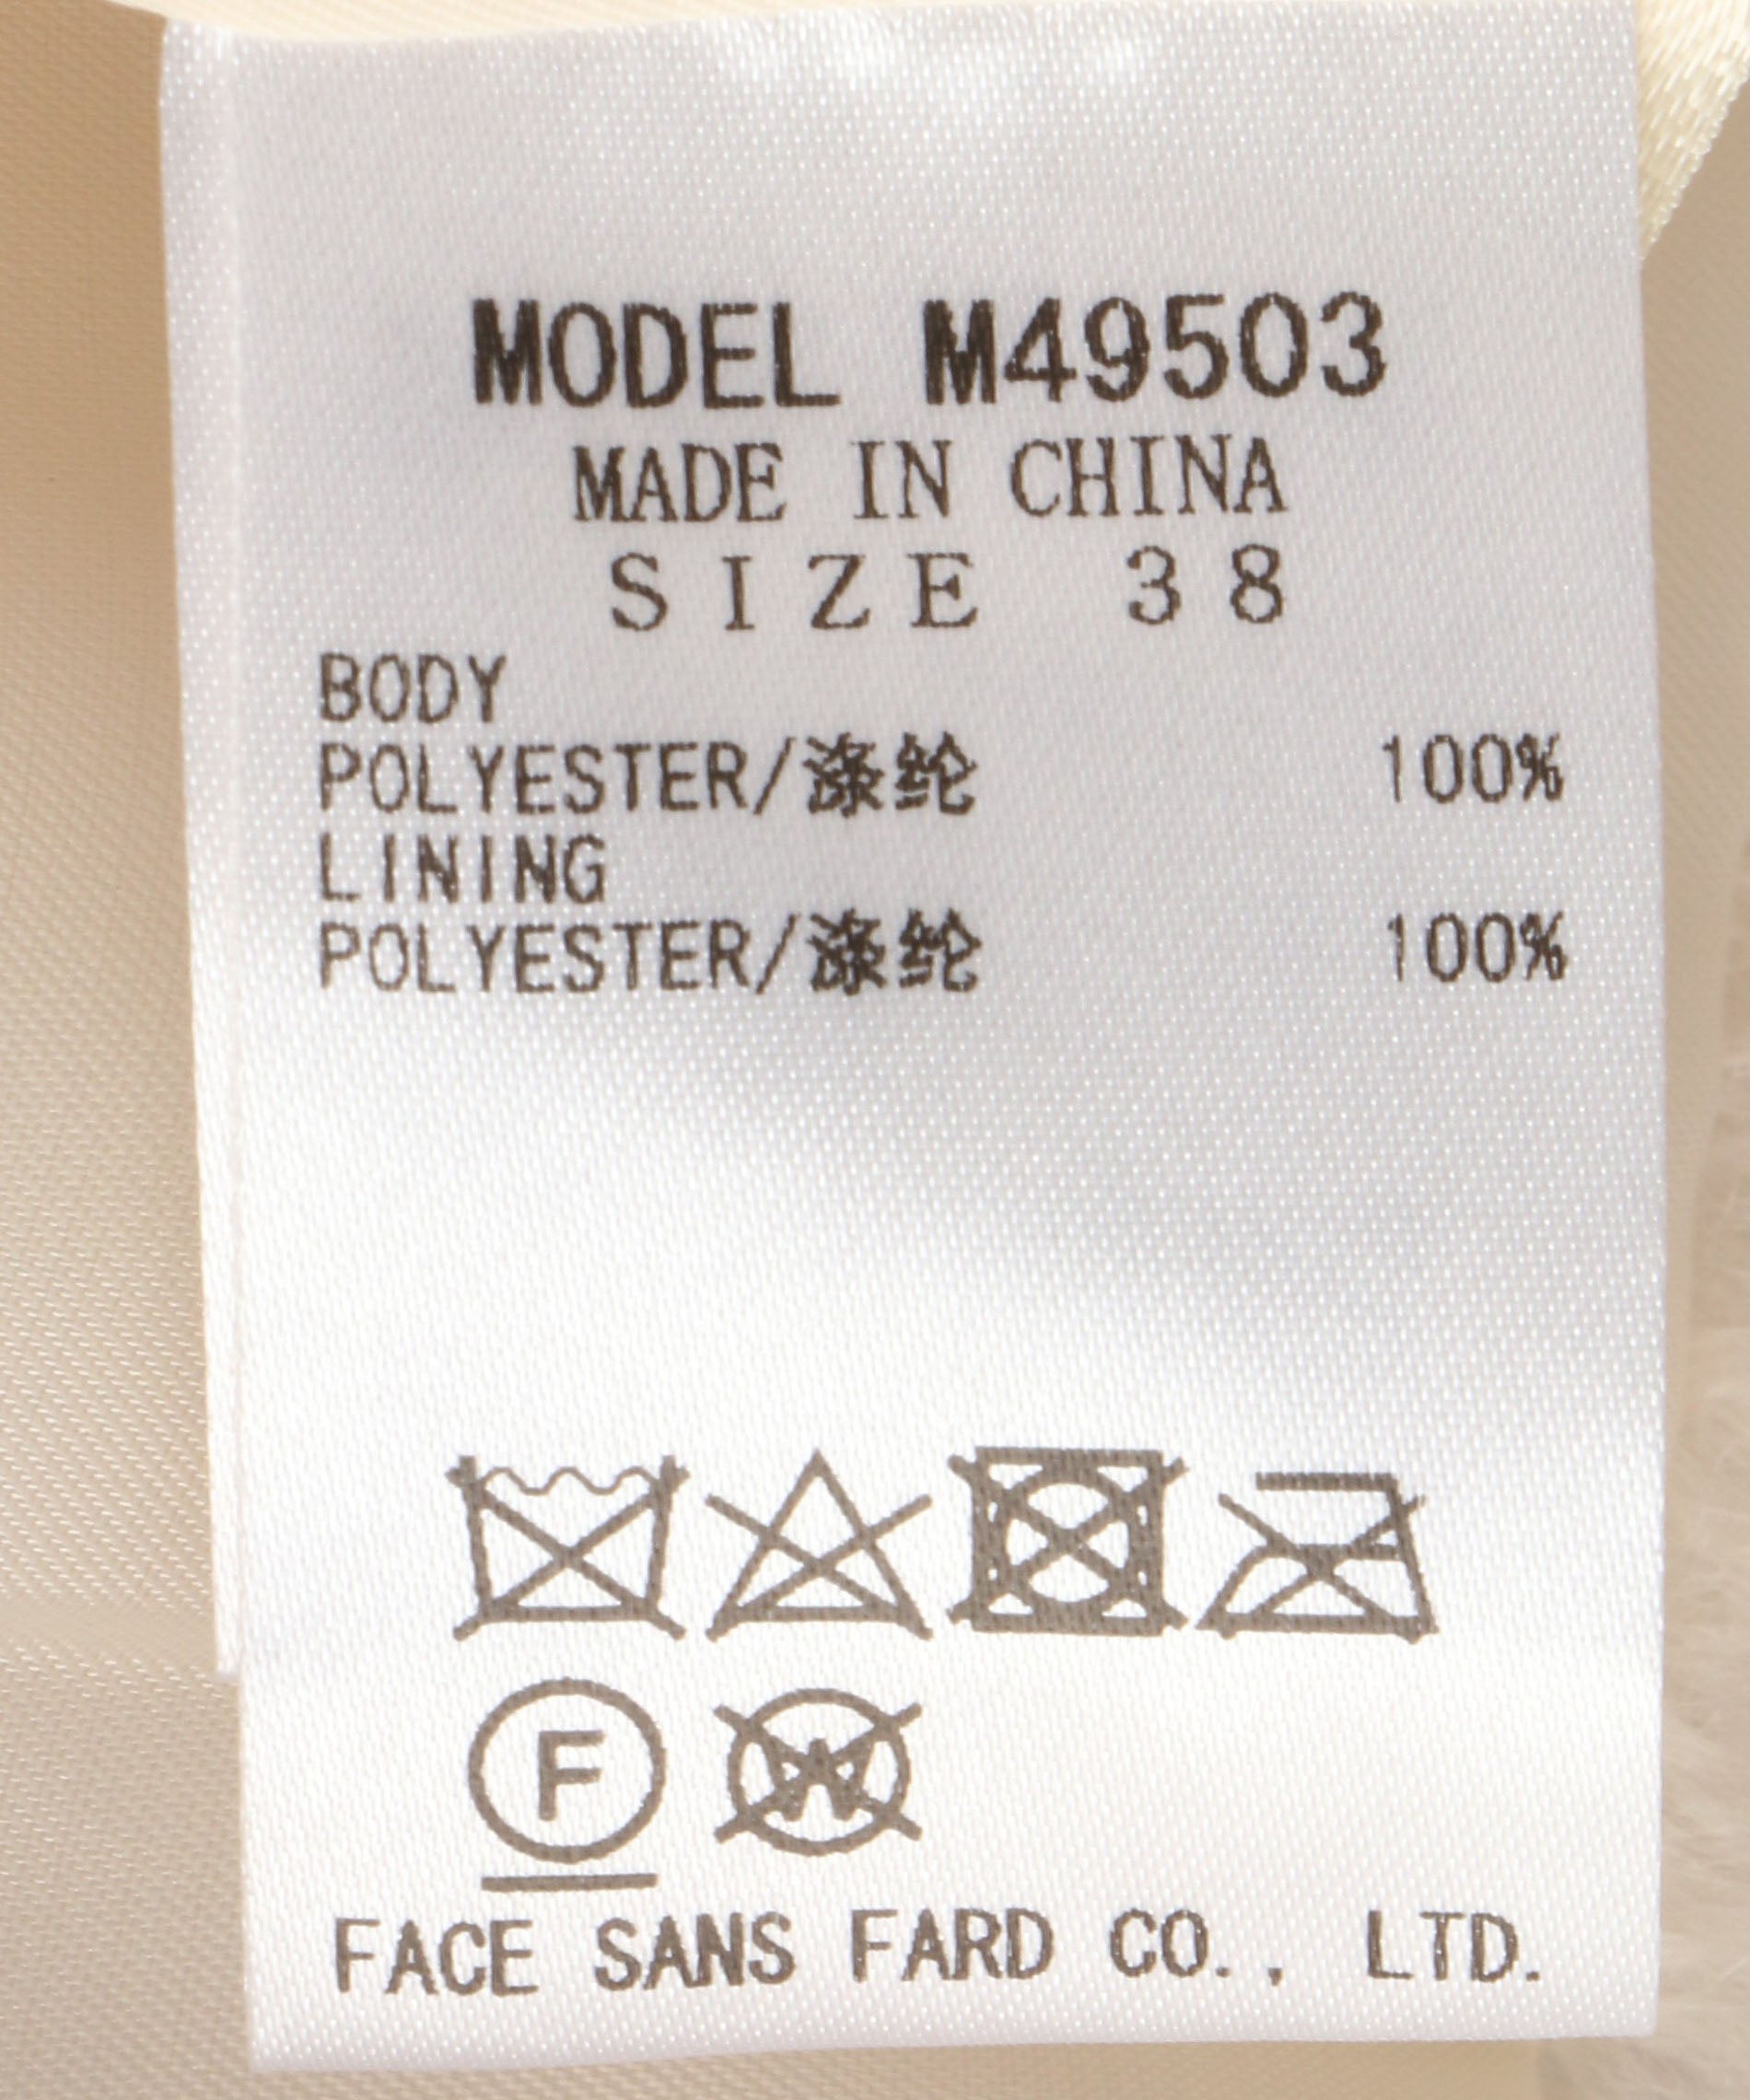 MODEL M49503
MADE IN CHINA
SIZE 38
BODY
POLYESTER/涤纶 100%
LINING
POLYESTER/涤纶 100%
F W
FACE SANS FARD CO., LTD.